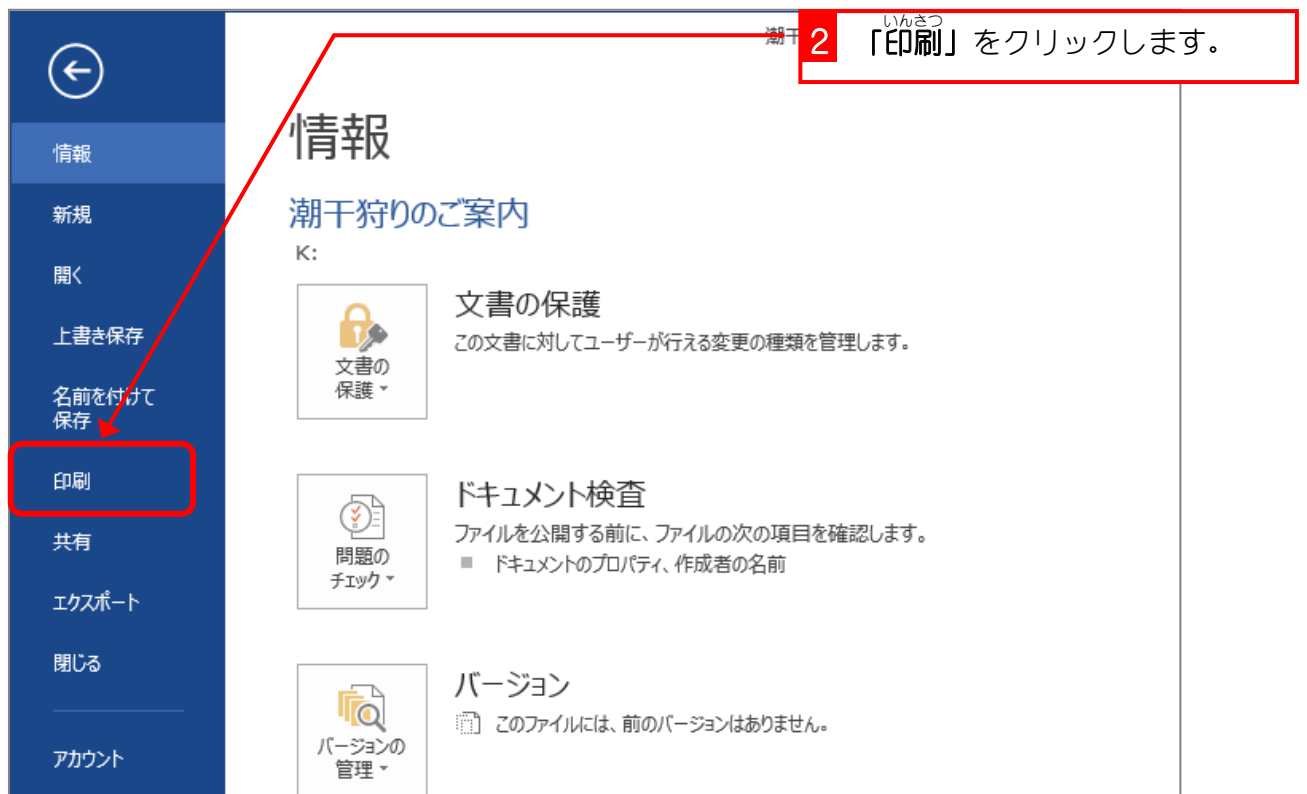 潮干
2 「印刷」をクリックします。
いんさつ
情報
新規
開く
上書き保存
名前を付けて
保存
印刷
共有
エクスポート
閉じる
アカウント
情報
潮干狩りのご案内
K:
文書の
保護
文書の保護
この文書に対してユーザーが行える変更の種類を管理します。
問題の
チェック
ドキュメント検査
ファイルを公開する前に、ファイルの次の項目を確認します。
■ ドキュメントのプロパティ、作成者の名前
バージョンの
管理
バージョン
このファイルには、前のバージョンはありません。